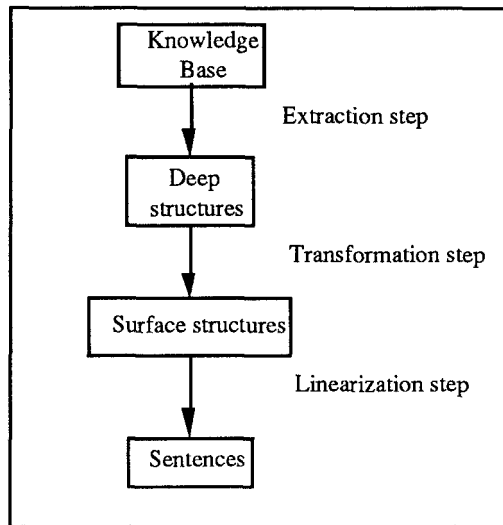 Knowledge
Base
Extraction step
Deep
structures
Transformation step
Surface structures
Linearization step
Sentences